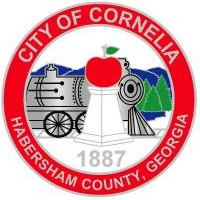 CITY OF CORNELIA
1887
HABERSHAM COUNTY, GEORGIA